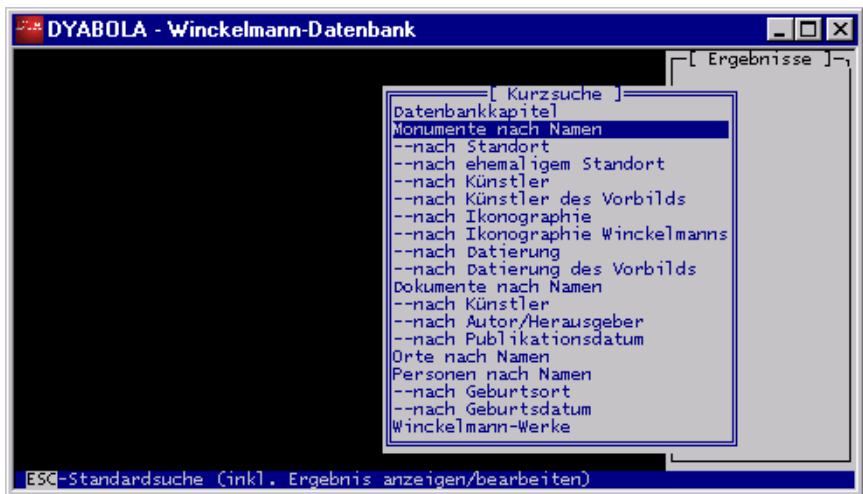 DYABOLA - Winckelmann-Datenbank
[ Ergebnisse ]
[ Kurzsuche ]
Datenbankkapitel
Monumente nach Namen
--nach Standort
--nach ehemaligem Standort
--nach Künstler
--nach Künstler des Vorbilds
--nach Ikonographie
--nach Ikonographie Winckelmanns
--nach Datierung
--nach Datierung des Vorbilds
Dokumente nach Namen
--nach Künstler
--nach Autor/Herausgeber
--nach Publikationsdatum
Orte nach Namen
Personen nach Namen
--nach Geburtsort
--nach Geburtsdatum
Winckelmann-Werke
ESC-Standardsuche (inkl. Ergebnis anzeigen/bearbeiten)